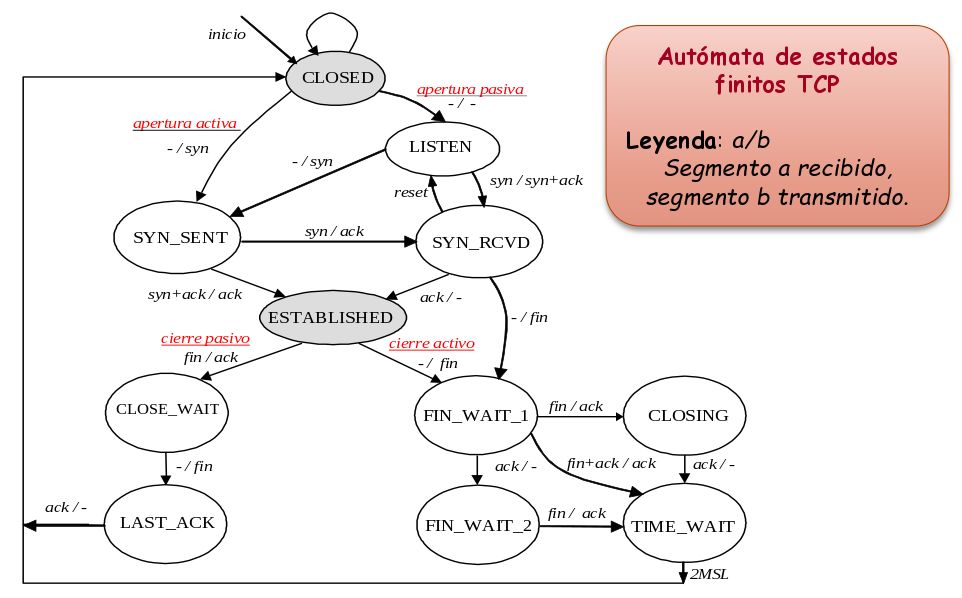 inicio
CLOSED
Autómata de estados
finitos TCP
Leyenda: a/b
Segmento a recibido,
segmento b transmitido.
apertura pasiva
- / -
apertura activa
- / syn
LISTEN
- / syn
reset
syn / syn+ack
SYN_SENT
syn / ack
SYN_RCVD
syn+ack / ack
ack / -
ESTABLISHED
- / fin
cierre pasivo
fin / ack
cierre activo
- / fin
CLOSE_WAIT
FIN_WAIT_1
fin / ack
CLOSING
- / fin
ack / -
fin+ack / ack
ack / -
ack / -
LAST_ACK
FIN_WAIT_2
fin / ack
TIME_WAIT
2MSL